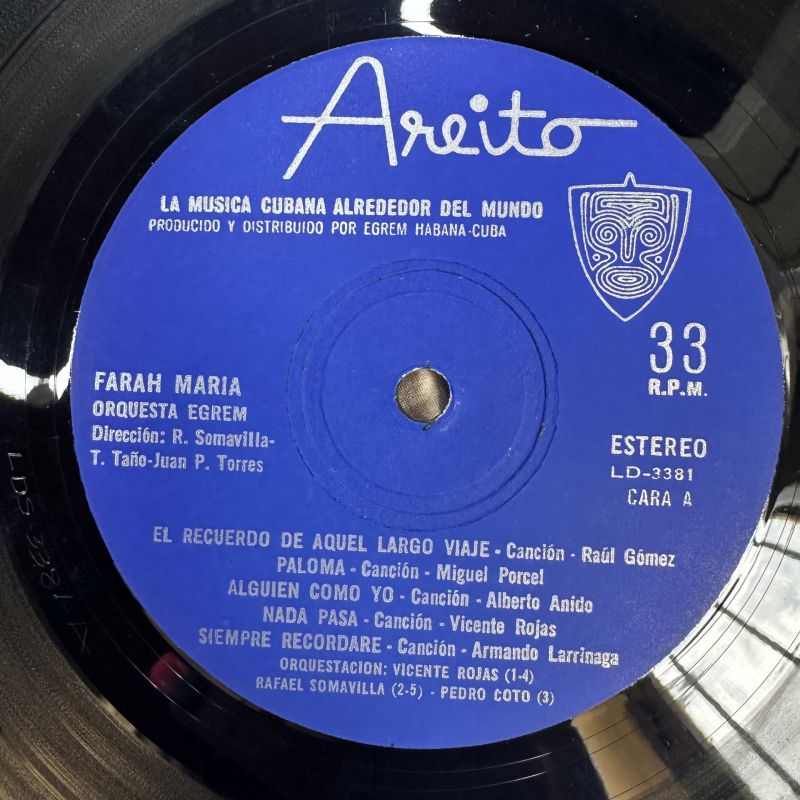 Areito
LA MUSICA CUBANA ALREDEDOR DEL MUNDO
PRODUCIDO Y DISTRIBUIDO POR EGREM HABANA-CUBA
33
R.P.M.
FARAH MARIA
ORQUESTA EGREM
Dirección: R. Somavilla-
T. Taño-Juan P. Torres
ESTEREO
LD-3381
CARA A
EL RECUERDO DE AQUEL LARGO VIAJE - Canción - Raúl Gómez
PALOMA - Canción - Miguel Porcel
ALGUIEN COMO YO - Canción - Alberto Anido
NADA PASA - Canción - Vicente Rojas
SIEMPRE RECORDARE - Canción - Armando Larrinaga
ORQUESTACION: VICENTE ROJAS (1-4)
RAFAEL SOMAVILLA (2-5) - PEDRO COTO (3)
LDS-3381-A